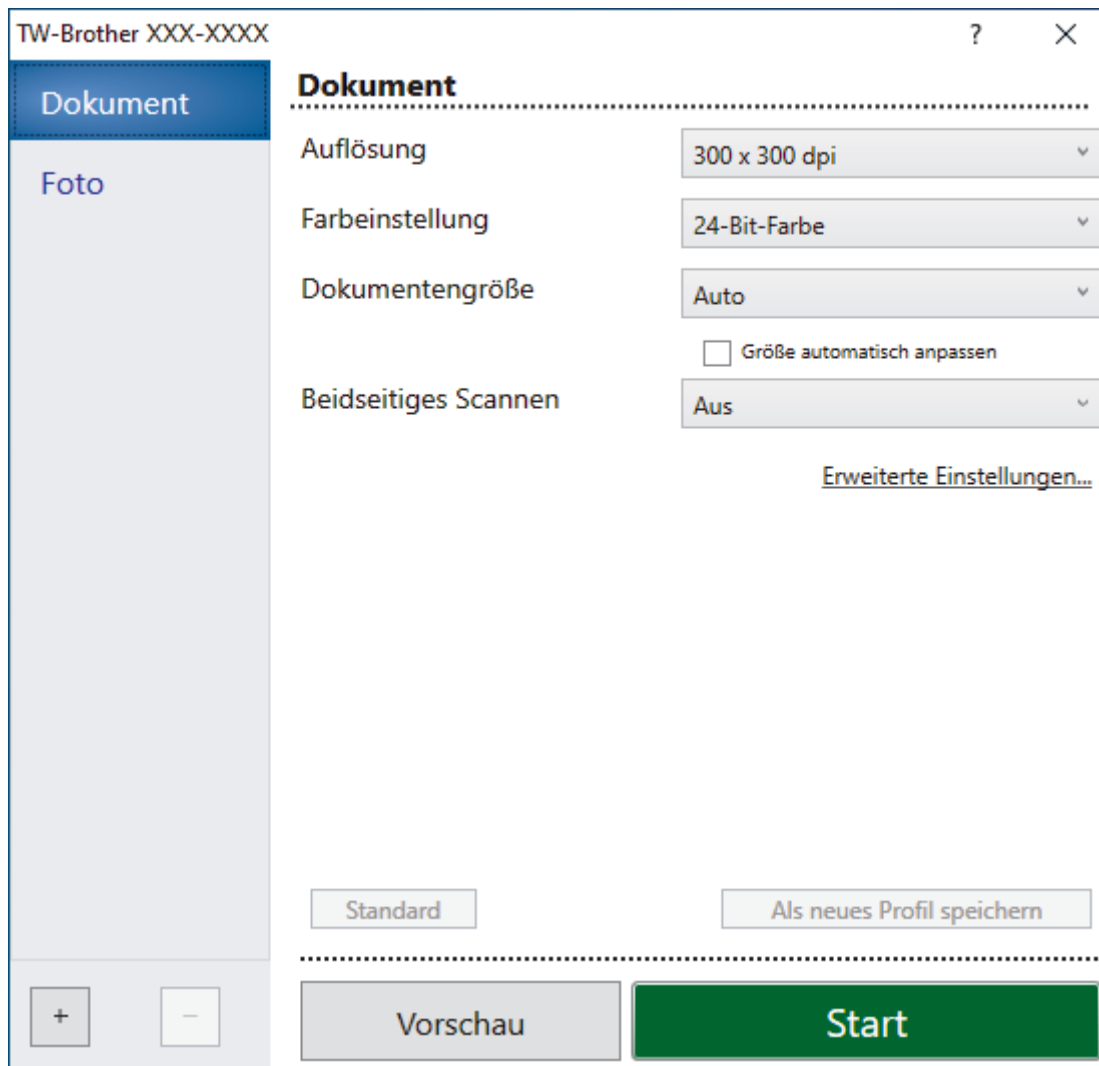 TW-Brother XXX-XXXX
?
Dokument
Foto
Dokument
Auflösung
300 x 300 dpi
Farbeinstellung
24-Bit-Farbe
Dokumentengröße
Auto
Größe automatisch anpassen
Beidseitiges Scannen
Aus
Erweiterte Einstellungen...
Standard
Als neues Profil speichern
+
−
Vorschau
Start